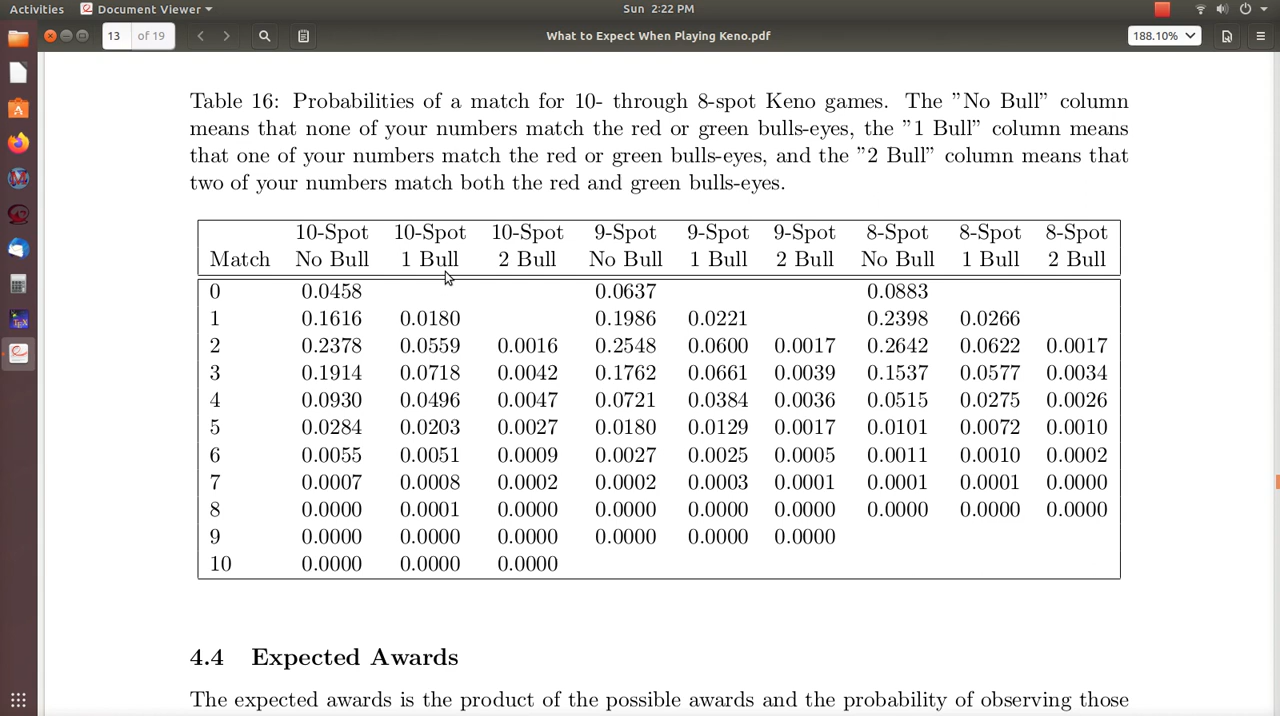 Activities Document Viewer Sun 2:22 PM
13 of 19 What to Expect When Playing Keno.pdf 188.10%
Table 16: Probabilities of a match for 10- through 8-spot Keno games. The ”No Bull” column
means that none of your numbers match the red or green bulls-eyes, the ”1 Bull” column means
that one of your numbers match the red or green bulls-eyes, and the ”2 Bull” column means that
two of your numbers match both the red and green bulls-eyes.
10-Spot 10-Spot 10-Spot 9-Spot 9-Spot 9-Spot 8-Spot 8-Spot 8-Spot
Match No Bull 1 Bull 2 Bull No Bull 1 Bull 2 Bull No Bull 1 Bull 2 Bull
0 0.0458 0.0637 0.0883
1 0.1616 0.0180 0.1986 0.0221 0.2398 0.0266
2 0.2378 0.0559 0.0016 0.2548 0.0600 0.0017 0.2642 0.0622 0.0017
3 0.1914 0.0718 0.0042 0.1762 0.0661 0.0039 0.1537 0.0577 0.0034
4 0.0930 0.0496 0.0047 0.0721 0.0384 0.0036 0.0515 0.0275 0.0026
5 0.0284 0.0203 0.0027 0.0180 0.0129 0.0017 0.0101 0.0072 0.0010
6 0.0055 0.0051 0.0009 0.0027 0.0025 0.0005 0.0011 0.0010 0.0002
7 0.0007 0.0008 0.0002 0.0002 0.0003 0.0001 0.0001 0.0001 0.0000
8 0.0000 0.0001 0.0000 0.0000 0.0000 0.0000 0.0000 0.0000 0.0000
9 0.0000 0.0000 0.0000 0.0000 0.0000 0.0000
10 0.0000 0.0000 0.0000
4.4 Expected Awards
The expected awards is the product of the possible awards and the probability of observing those